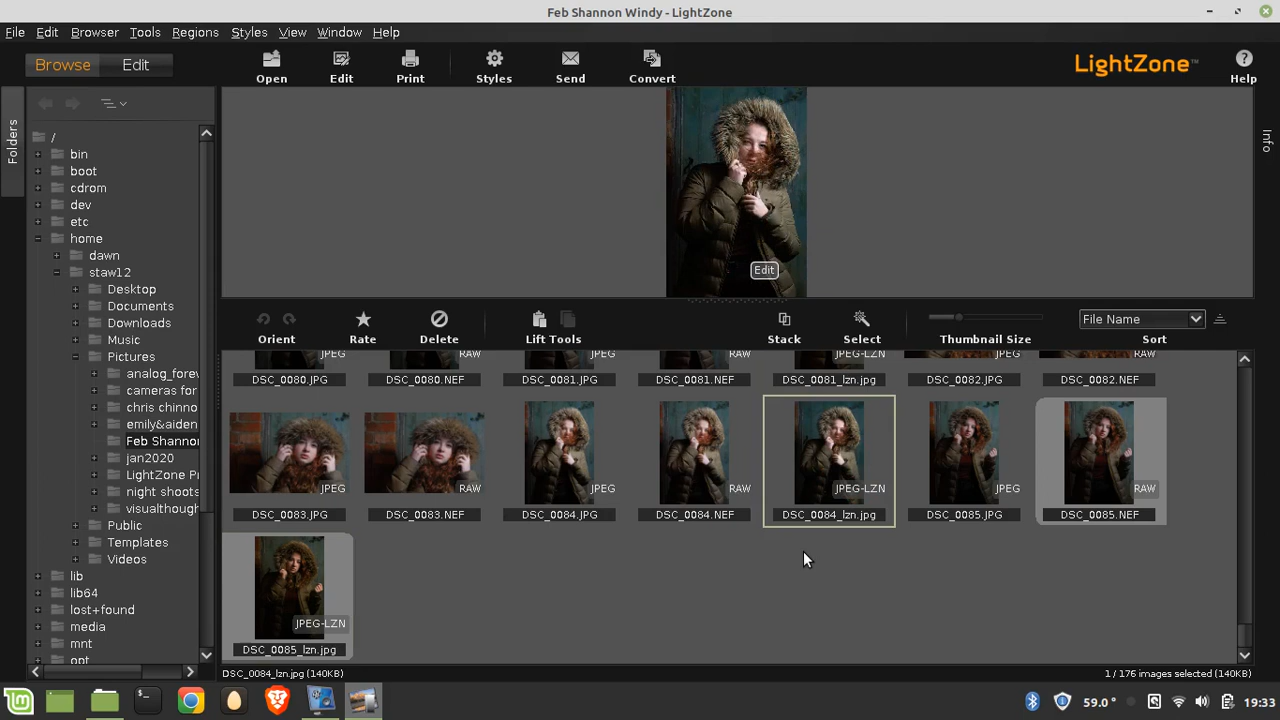 Feb Shannon Windy - LightZone
File Edit Browser Tools Regions Styles View Window Help
Browse Edit Open Edit Print Styles Send Convert LightZone™ Help
Folders
Info
/
bin
boot
cdrom
dev
etc
home
dawn
staw12
Desktop
Documents
Downloads
Music
Pictures
analog_forev
cameras for
chris chinno
emily&aiden
Feb Shannon
jan2020
LightZone Pr
night shoots
visualthough
Public
Templates
Videos
lib
lib64
lost+found
media
mnt
opt
Edit
Orient Rate Delete Lift Tools Stack Select Thumbnail Size File Name Sort
JPEG RAW JPEG RAW JPEG-LZN JPEG RAW
DSC_0080.JPG DSC_0080.NEF DSC_0081.JPG DSC_0081.NEF DSC_0081_lzn.jpg DSC_0082.JPG DSC_0082.NEF
JPEG RAW JPEG RAW JPEG-LZN JPEG RAW
DSC_0083.JPG DSC_0083.NEF DSC_0084.JPG DSC_0084.NEF DSC_0084_lzn.jpg DSC_0085.JPG DSC_0085.NEF
JPEG-LZN
DSC_0085_lzn.jpg
DSC_0084_lzn.jpg (140KB) 1 / 176 images selected (140KB)
59.0° 19:33